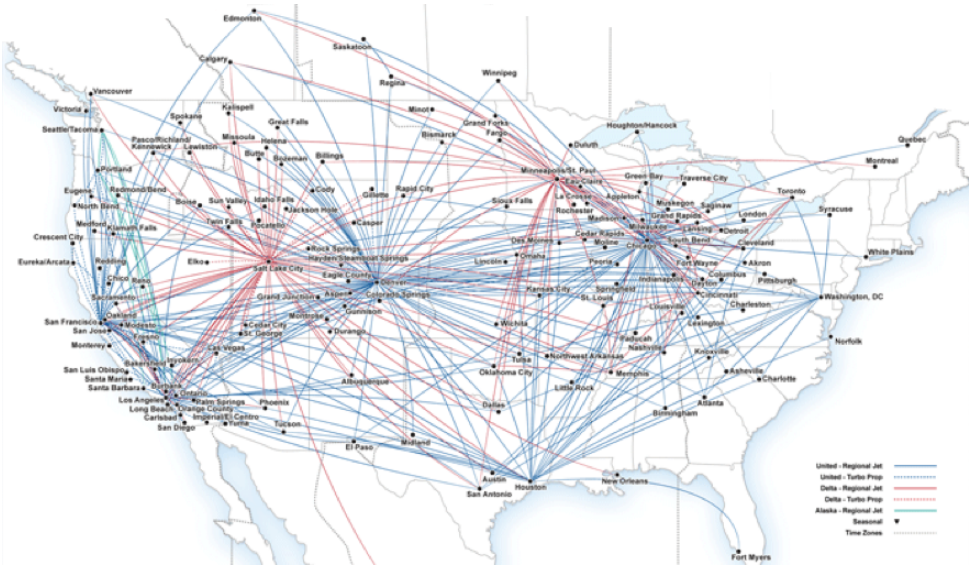 Edmonton
Saskatoon
Calgary
Regina
Winnipeg
Vancouver
Victoria
Seattle/Tacoma
Spokane
Kalispell
Great Falls
Minot
Grand Forks
Fargo
Bismarck
Houghton/Hancock
Duluth
Quebec
Montreal
Pasco/Richland/
Kennewick
Lewiston
Missoula
Helena
Butte
Bozeman
Billings
Portland
Minneapolis/St. Paul
Eau Claire
Green Bay
Traverse City
Toronto
Eugene
Redmond/Bend
North Bend
Boise
Sun Valley
Idaho Falls
Jackson Hole
Cody
Gillette
Rapid City
La Crosse
Rochester
Appleton
Muskegon
Saginaw
London
Syracuse
Medford
Klamath Falls
Twin Falls
Pocatello
Casper
Sioux Falls
Madison
Milwaukee
Grand Rapids
Lansing
Detroit
Crescent City
Eureka/Arcata
Redding
Elko
Salt Lake City
Rock Springs
Hayden/Steamboat Springs
Des Moines
Cedar Rapids
Moline
Chicago
South Bend
Cleveland
White Plains
Chico
Reno
Eagle County
Denver
Lincoln
Omaha
Peoria
Fort Wayne
Akron
Sacramento
Grand Junction
Aspen
Colorado Springs
Kansas City
Springfield
Indianapolis
Dayton
Columbus
Pittsburgh
Oakland
San Francisco
San Jose
Modesto
Montrose
Gunnison
St. Louis
Louisville
Cincinnati
Charleston
Washington, DC
Monterey
Fresno
Cedar City
St. George
Durango
Wichita
Paducah
Lexington
Norfolk
Las Vegas
Nashville
Knoxville
San Luis Obispo
Bakersfield
Inyokern
Albuquerque
Tulsa
Oklahoma City
Northwest Arkansas
Memphis
Asheville
Charlotte
Santa Maria
Santa Barbara
Burbank
Ontario
Little Rock
Los Angeles
Long Beach
Palm Springs
Orange County
Phoenix
Dallas
Birmingham
Atlanta
Carlsbad
San Diego
Imperial/El Centro
Yuma
Tucson
El Paso
Midland
Austin
San Antonio
Houston
New Orleans
Fort Myers
United - Regional Jet
United - Turbo Prop
Delta - Regional Jet
Delta - Turbo Prop
Alaska - Regional Jet
Seasonal
Time Zones